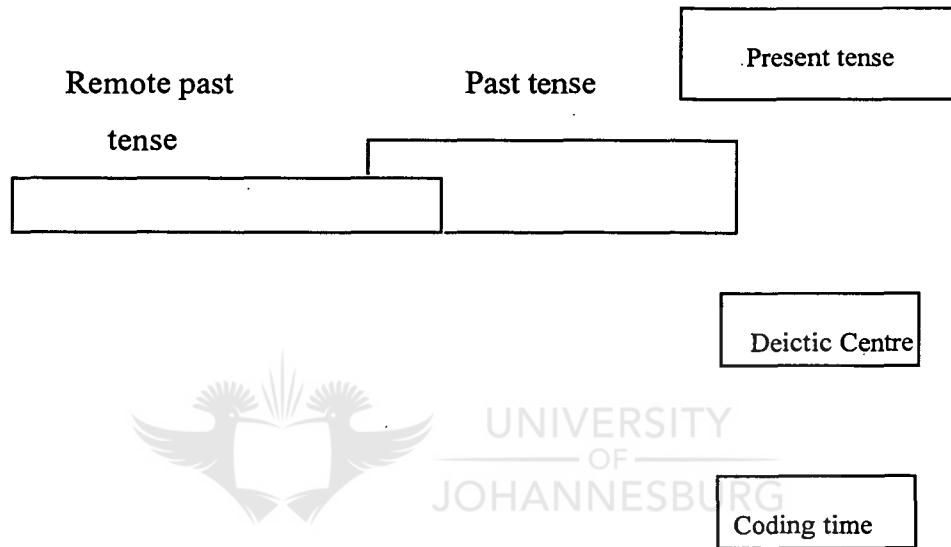 Present tense
Remote past
tense
Past tense
Deictic Centre
UNIVERSITY
OF
JOHANNESBURG
Coding time